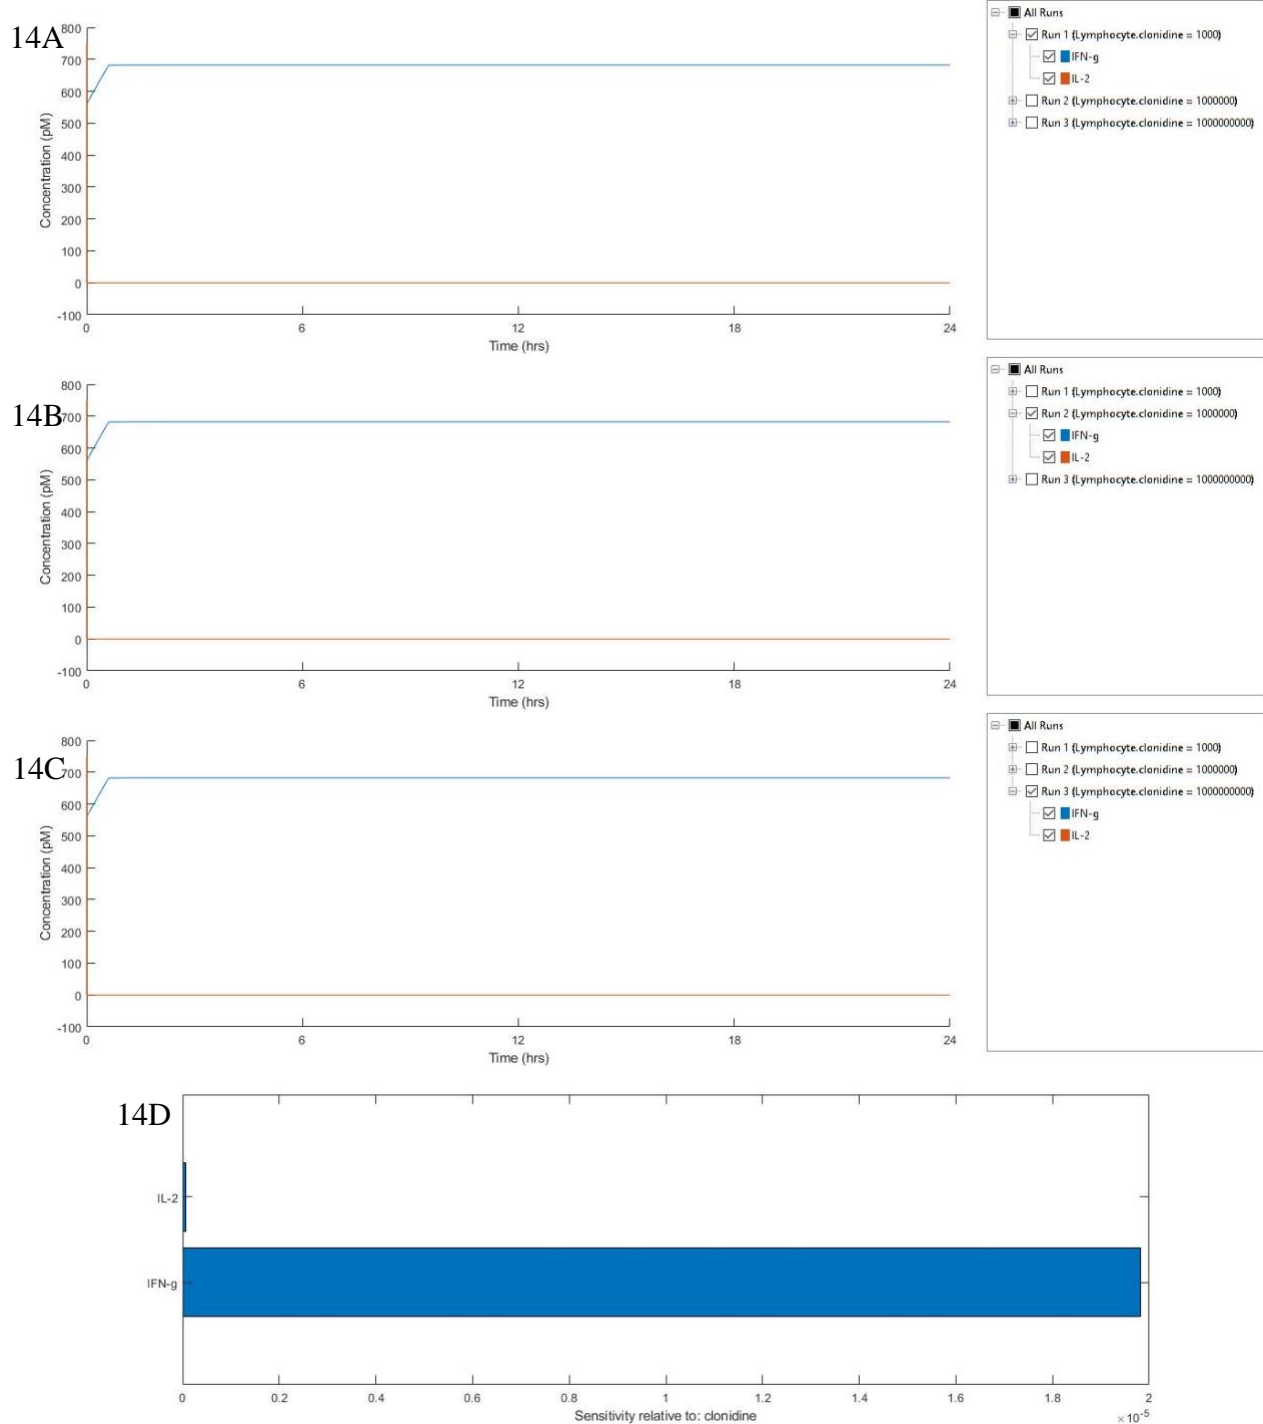 14A
800
700
600
500
400
300
200
100
0
-100
Concentration (pM)
0 6 12 18 24
Time (hrs)
All Runs
Run 1 (Lymphocyte.clonidine = 1000)
IFN-g
IL-2
Run 2 (Lymphocyte.clonidine = 1000000)
Run 3 (Lymphocyte.clonidine = 1000000000)
14B
800
700
600
500
400
300
200
100
0
-100
Concentration (pM)
0 6 12 18 24
Time (hrs)
All Runs
Run 1 (Lymphocyte.clonidine = 1000)
Run 2 (Lymphocyte.clonidine = 1000000)
IFN-g
IL-2
Run 3 (Lymphocyte.clonidine = 1000000000)
14C
800
700
600
500
400
300
200
100
0
-100
Concentration (pM)
0 6 12 18 24
Time (hrs)
All Runs
Run 1 (Lymphocyte.clonidine = 1000)
Run 2 (Lymphocyte.clonidine = 1000000)
Run 3 (Lymphocyte.clonidine = 1000000000)
IFN-g
IL-2
14D
IL-2
IFN-g
0 0.2 0.4 0.6 0.8 1 1.2 1.4 1.6 1.8 2
Sensitivity relative to: clonidine
×10⁻⁵